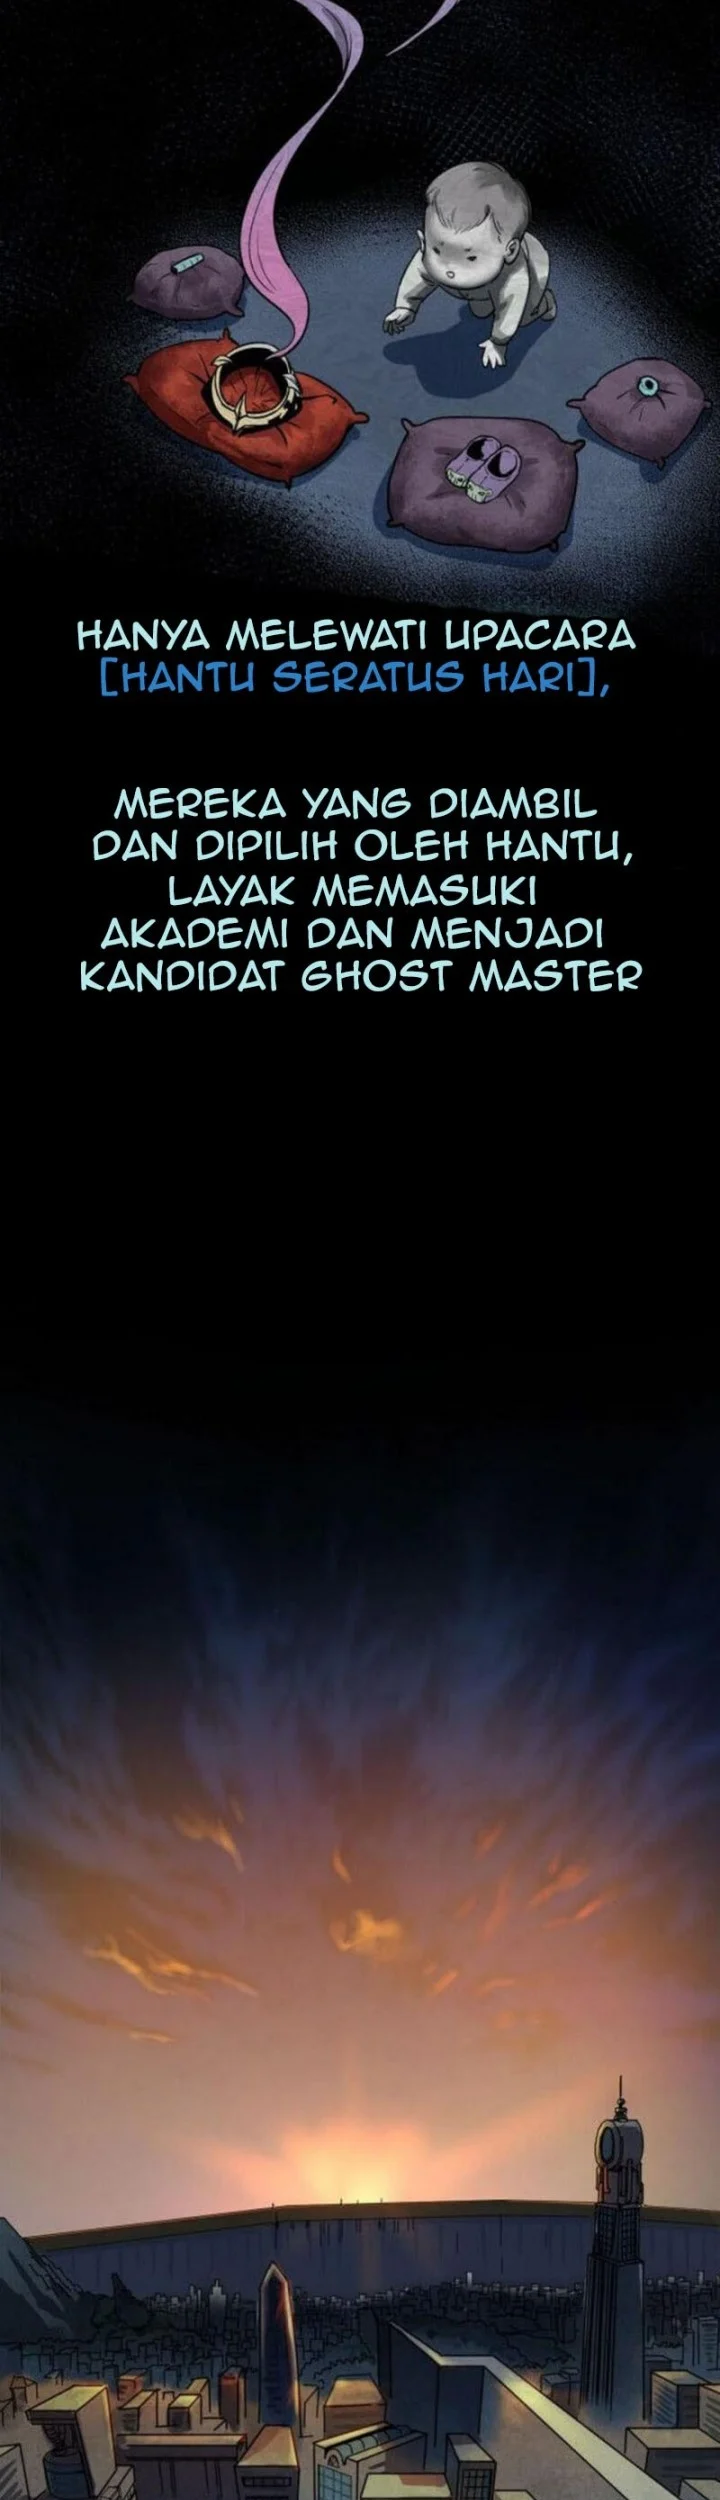 HANYA MELEWATI UPACARA
[HANTU SERATUS HARI],
MEREKA YANG DIAMBIL
DAN DIPILIH OLEH HANTU,
LAYAK MEMASUKI
AKADEMI DAN MENJADI
KANDIDAT GHOST MASTER